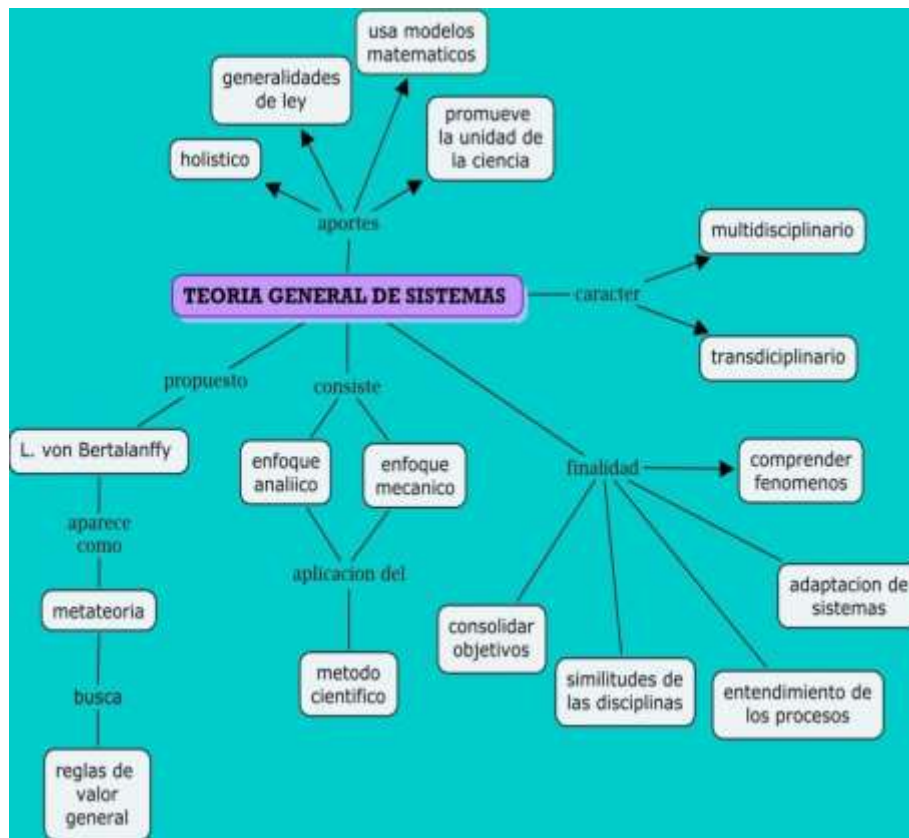 usa modelos
matematicos
generalidades
de ley
promueve
la unidad de
la ciencia
holistico
aportes
multidisciplinario
TEORIA GENERAL DE SISTEMAS
caracter
transdiciplinario
propuesto
consiste
L. von Bertalanffy
enfoque
analiico
enfoque
mecanico
finalidad
comprender
fenomenos
aparece
como
aplicacion del
adaptacion de
sistemas
metateoria
consolidar
objetivos
metodo
cientifico
similitudes de
las disciplinas
entendimiento de
los procesos
busca
reglas de
valor
general